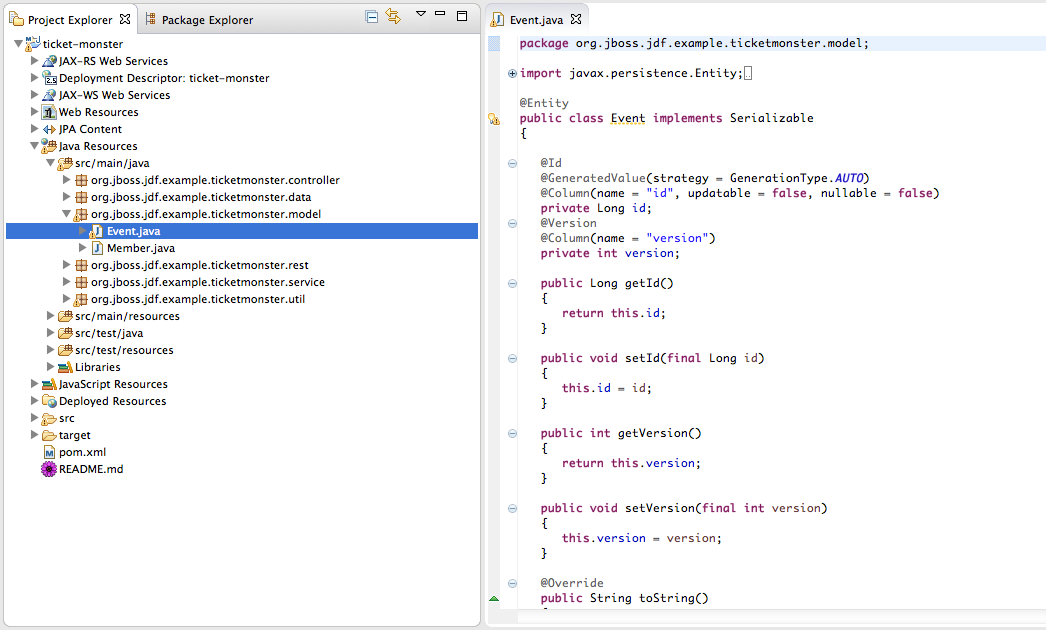 Project Explorer
Package Explorer
ticket-monster
JAX-RS Web Services
Deployment Descriptor: ticket-monster
JAX-WS Web Services
Web Resources
JPA Content
Java Resources
src/main/java
org.jboss.jdf.example.ticketmonster.controller
org.jboss.jdf.example.ticketmonster.data
org.jboss.jdf.example.ticketmonster.model
Event.java
Member.java
org.jboss.jdf.example.ticketmonster.rest
org.jboss.jdf.example.ticketmonster.service
org.jboss.jdf.example.ticketmonster.util
src/main/resources
src/test/java
src/test/resources
Libraries
JavaScript Resources
Deployed Resources
src
target
pom.xml
README.md
Event.java
package org.jboss.jdf.example.ticketmonster.model;
import javax.persistence.Entity;
@Entity
public class Event implements Serializable
{
@Id
@GeneratedValue(strategy = GenerationType.AUTO)
@Column(name = "id", updatable = false, nullable = false)
private Long id;
@Version
@Column(name = "version")
private int version;
public Long getId()
{
return this.id;
}
public void setId(final Long id)
{
this.id = id;
}
public int getVersion()
{
return this.version;
}
public void setVersion(final int version)
{
this.version = version;
}
@Override
public String toString()